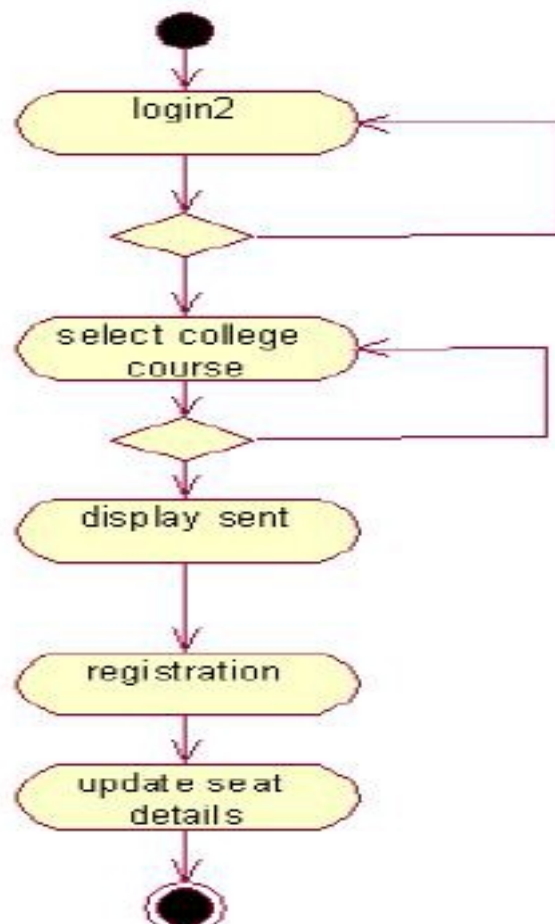 login2
select college
course
display sent
registration
update seat
details